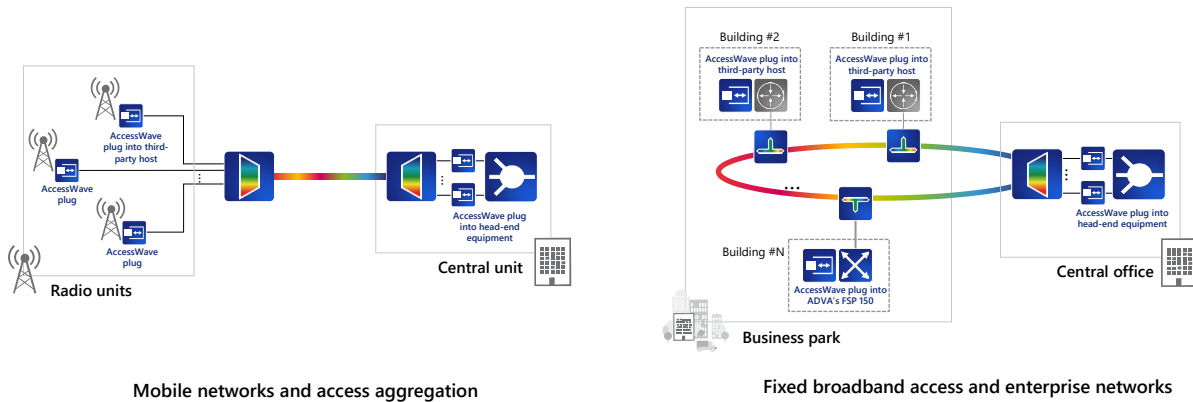 AccessWave
plug into third-
party host
AccessWave
plug
AccessWave
plug
Radio units
AccessWave plug
into head-end
equipment
Central unit
Mobile networks and access aggregation
Building #2
AccessWave plug into
third-party host
Building #1
AccessWave plug into
third-party host
Building #N
AccessWave plug into
ADVA's FSP 150
Business park
AccessWave plug into
head-end equipment
Central office
Fixed broadband access and enterprise networks